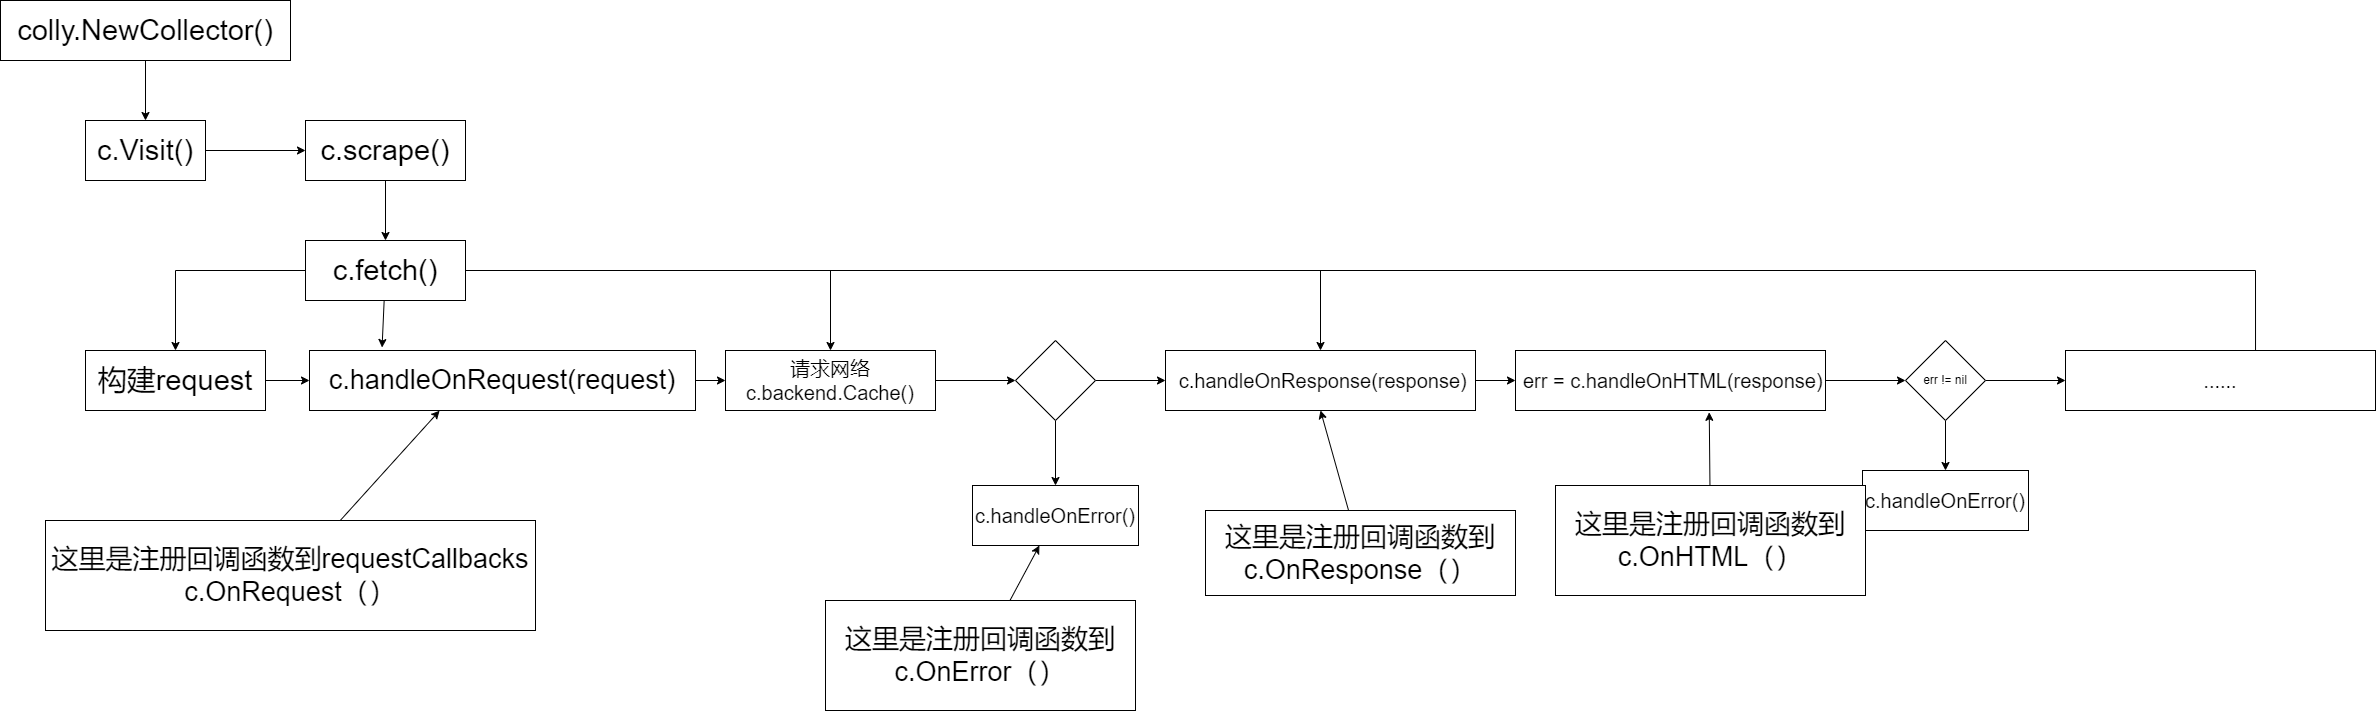 colly.NewCollector()
c.Visit()
c.scrape()
c.fetch()
构建request
c.handleOnRequest(request)
请求网络
c.backend.Cache()
c.handleOnResponse(response)
err = c.handleOnHTML(response)
err != nil
......
c.handleOnError()
c.handleOnError()
这里是注册回调函数到requestCallbacks
c.OnRequest（）
这里是注册回调函数到
c.OnError（）
这里是注册回调函数到
c.OnResponse（）
这里是注册回调函数到
c.OnHTML（）